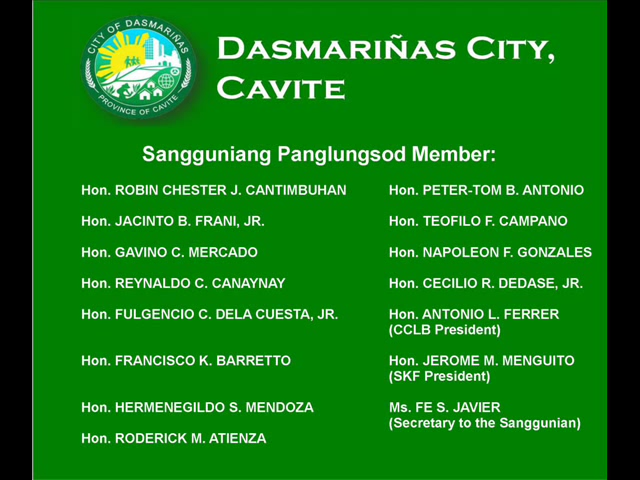 CITY OF DASMARIÑAS
PROVINCE OF CAVITE
DASMARIÑAS CITY,
CAVITE
Sangguniang Panglungsod Member:
Hon. ROBIN CHESTER J. CANTIMBUHAN
Hon. JACINTO B. FRANI, JR.
Hon. GAVINO C. MERCADO
Hon. REYNALDO C. CANAYNAY
Hon. FULGENCIO C. DELA CUESTA, JR.
Hon. FRANCISCO K. BARRETTO
Hon. HERMENEGILDO S. MENDOZA
Hon. RODERICK M. ATIENZA
Hon. PETER-TOM B. ANTONIO
Hon. TEOFILO F. CAMPANO
Hon. NAPOLEON F. GONZALES
Hon. CECILIO R. DEDASE, JR.
Hon. ANTONIO L. FERRER
(CCLB President)
Hon. JEROME M. MENGUITO
(SKF President)
Ms. FE S. JAVIER
(Secretary to the Sanggunian)